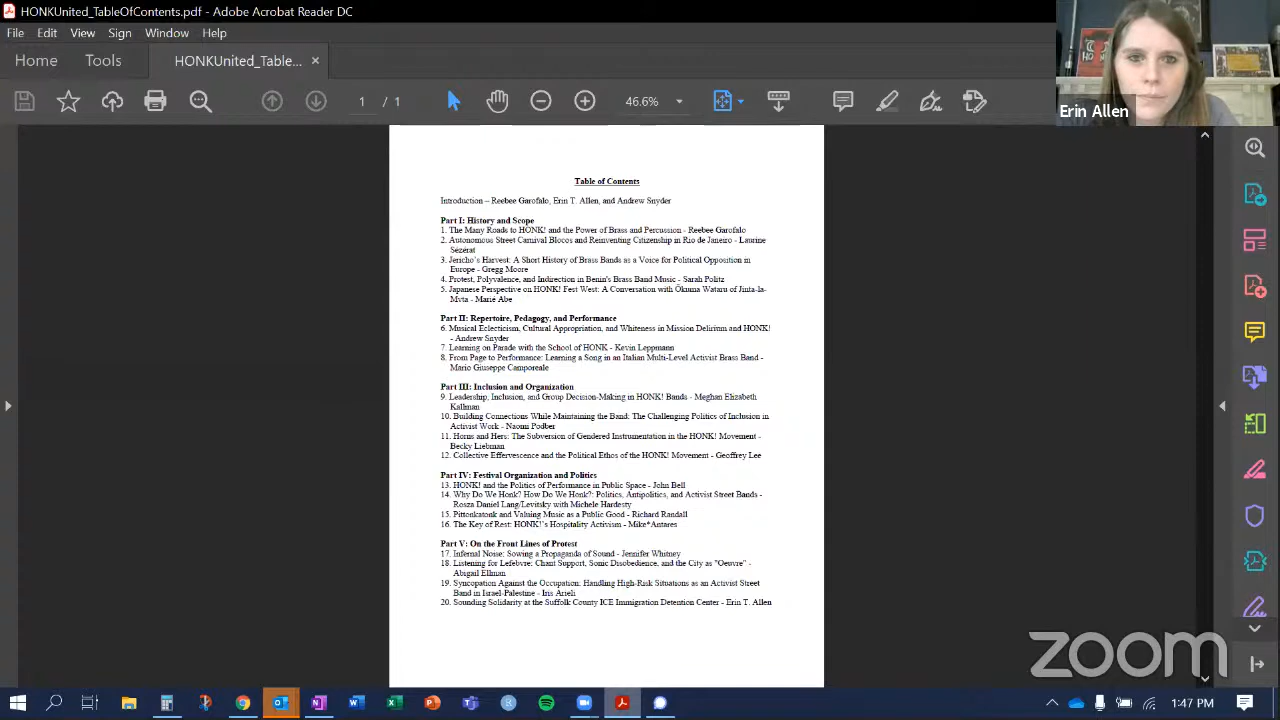 HONKUnited_TableOfContents.pdf - Adobe Acrobat Reader DC
File Edit View Sign Window Help
Home Tools HONKUnited_Table... ×
1 / 1 46.6%
Erin Allen
Table of Contents
Introduction – Reebee Garofalo, Erin T. Allen, and Andrew Snyder
Part I: History and Scope
1. The Many Roads to HONK! and the Power of Brass and Percussion - Reebee Garofalo
2. Autonomous Street Carnival Blocos and Reinventing Citizenship in Rio de Janeiro - Laurine
Sézérat
3. Jericho's Harvest: A Short History of Brass Bands as a Voice for Political Opposition in
Europe - Gregg Moore
4. Protest, Polyvalence, and Indirection in Benin's Brass Band Music - Sarah Politz
5. Japanese Perspective on HONK! Fest West: A Conversation with Ōkuma Wataru of Jinta-la-
Mvta - Marié Abe
Part II: Repertoire, Pedagogy, and Performance
6. Musical Eclecticism, Cultural Appropriation, and Whiteness in Mission Delirium and HONK!
- Andrew Snyder
7. Learning on Parade with the School of HONK - Kevin Leppmann
8. From Page to Performance: Learning a Song in an Italian Multi-Level Activist Brass Band -
Mario Giuseppe Camporeale
Part III: Inclusion and Organization
9. Leadership, Inclusion, and Group Decision-Making in HONK! Bands - Meghan Elizabeth
Kallman
10. Building Connections While Maintaining the Band: The Challenging Politics of Inclusion in
Activist Work - Naomi Podber
11. Horns and Hers: The Subversion of Gendered Instrumentation in the HONK! Movement -
Becky Liebman
12. Collective Effervescence and the Political Ethos of the HONK! Movement - Geoffrey Lee
Part IV: Festival Organization and Politics
13. HONK! and the Politics of Performance in Public Space - John Bell
14. Why Do We Honk? How Do We Honk?: Politics, Antipolitics, and Activist Street Bands -
Rosza Daniel Lang/Levitsky with Michele Hardesty
15. Pittonkatonk and Valuing Music as a Public Good - Richard Randall
16. The Key of Rest: HONK!'s Hospitality Activism - Mike*Antares
Part V: On the Front Lines of Protest
17. Infernal Noise: Sowing a Propaganda of Sound - Jennifer Whitney
18. Listening for Lefebvre: Chant Support, Sonic Disobedience, and the City as "Oeuvre" -
Abigail Ellman
19. Syncopation Against the Occupation: Handling High-Risk Situations as an Activist Street
Band in Israel-Palestine - Iris Arieli
20. Sounding Solidarity at the Suffolk County ICE Immigration Detention Center - Erin T. Allen
zoom
1:47 PM